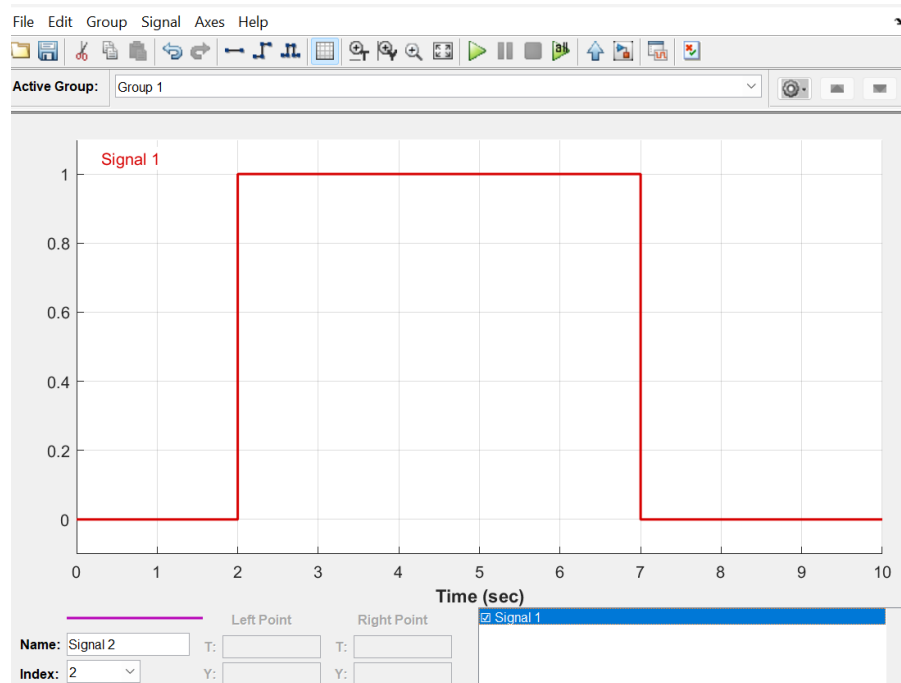 File Edit Group Signal Axes Help
Active Group: Group 1
Signal 1
1
0.8
0.6
0.4
0.2
0
0 1 2 3 4 5 6 7 8 9 10
Time (sec)
Left Point Right Point
Name: Signal 2 T: T:
Index: 2 Y: Y:
Signal 1